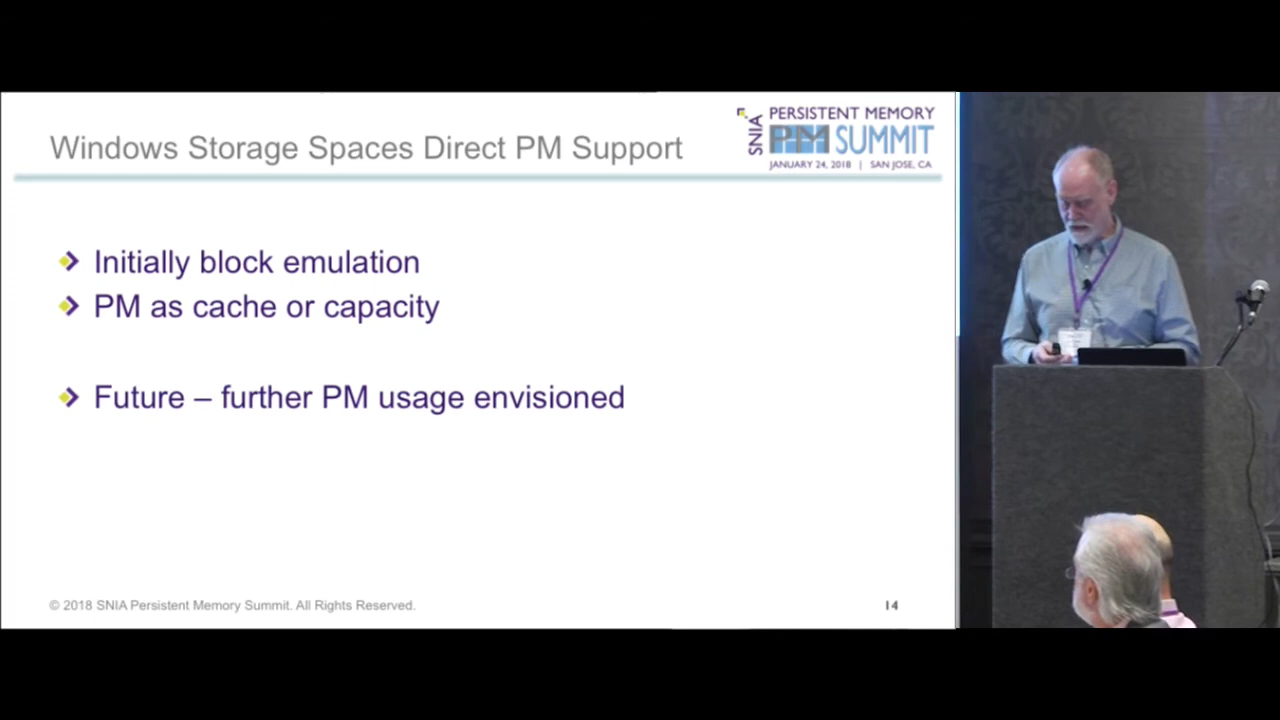 Windows Storage Spaces Direct PM Support
SNIA
PERSISTENT MEMORY
PM SUMMIT
JANUARY 24, 2018 | SAN JOSE, CA
Initially block emulation
PM as cache or capacity
Future – further PM usage envisioned
© 2018 SNIA Persistent Memory Summit. All Rights Reserved.
14